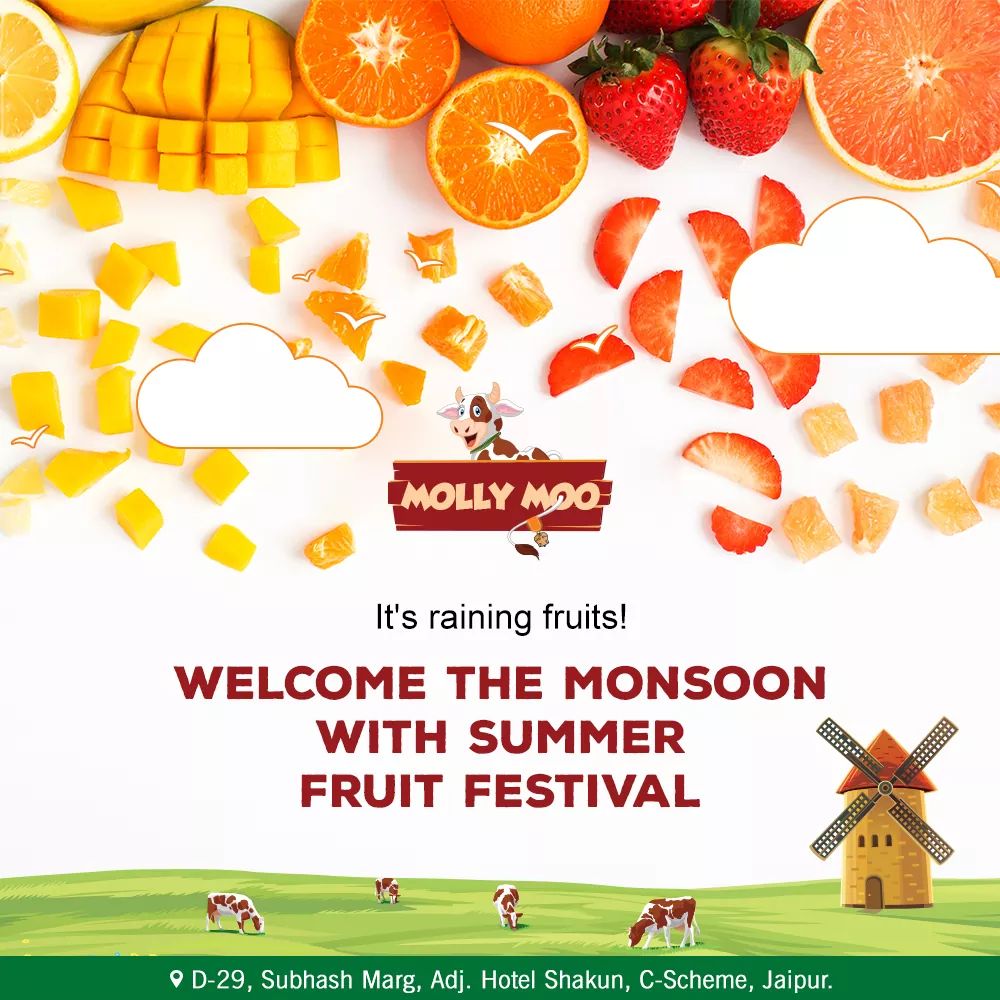 MOLLY MOO
It's raining fruits!
WELCOME THE MONSOON
WITH SUMMER
FRUIT FESTIVAL
D-29, Subhash Marg, Adj. Hotel Shakun, C-Scheme, Jaipur.